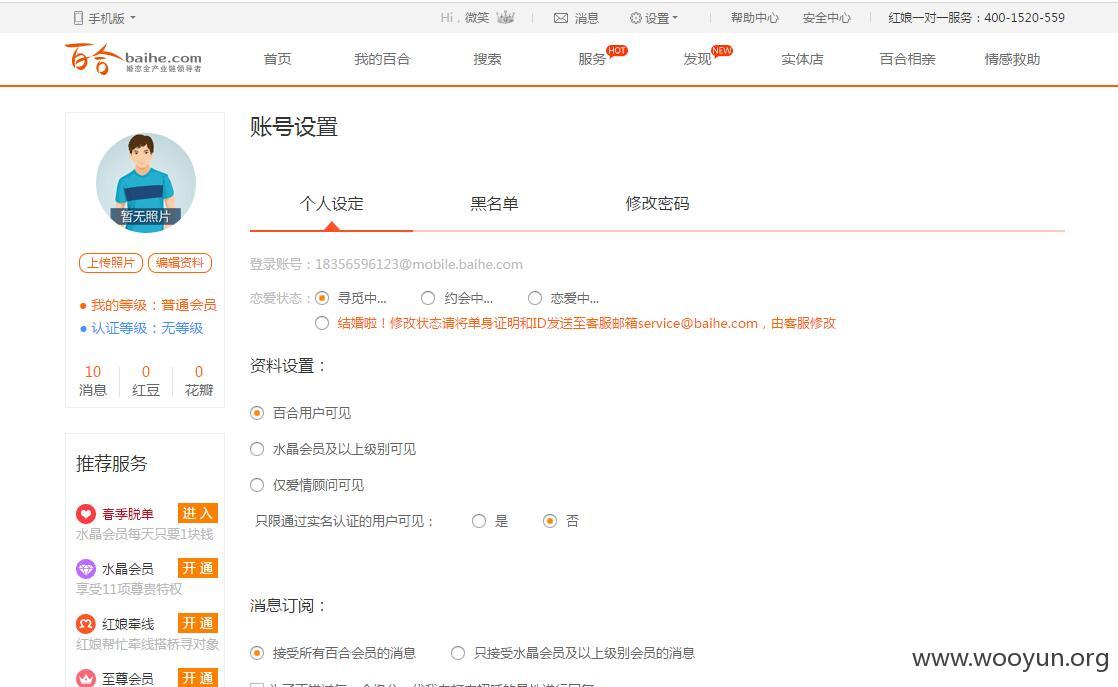 手机版
Hi，微笑
消息
设置
帮助中心
安全中心
红娘一对一服务：400-1520-559
百合 baihe.com
婚恋全产业链领导者
首页
我的百合
搜索
服务 HOT
发现 NEW
实体店
百合相亲
情感救助
暂无照片
上传照片 编辑资料
我的等级：普通会员
认证等级：无等级
10 0 0
消息 红豆 花瓣
推荐服务
春季脱单 进入
水晶会员每天只要1块钱
水晶会员 开通
享受11项尊贵特权
红娘牵线 开通
红娘帮忙牵线搭桥寻对象
至尊会员 开通
账号设置
个人设定 黑名单 修改密码
登录账号：18356596123@mobile.baihe.com
恋爱状态： 寻觅中... 约会中... 恋爱中...
结婚啦！修改状态请将单身证明和ID发送至客服邮箱service@baihe.com，由客服修改
资料设置：
百合用户可见
水晶会员及以上级别可见
仅爱情顾问可见
只限通过实名认证的用户可见： 是 否
消息订阅：
接受所有百合会员的消息 只接受水晶会员及以上级别会员的消息
www.wooyun.org